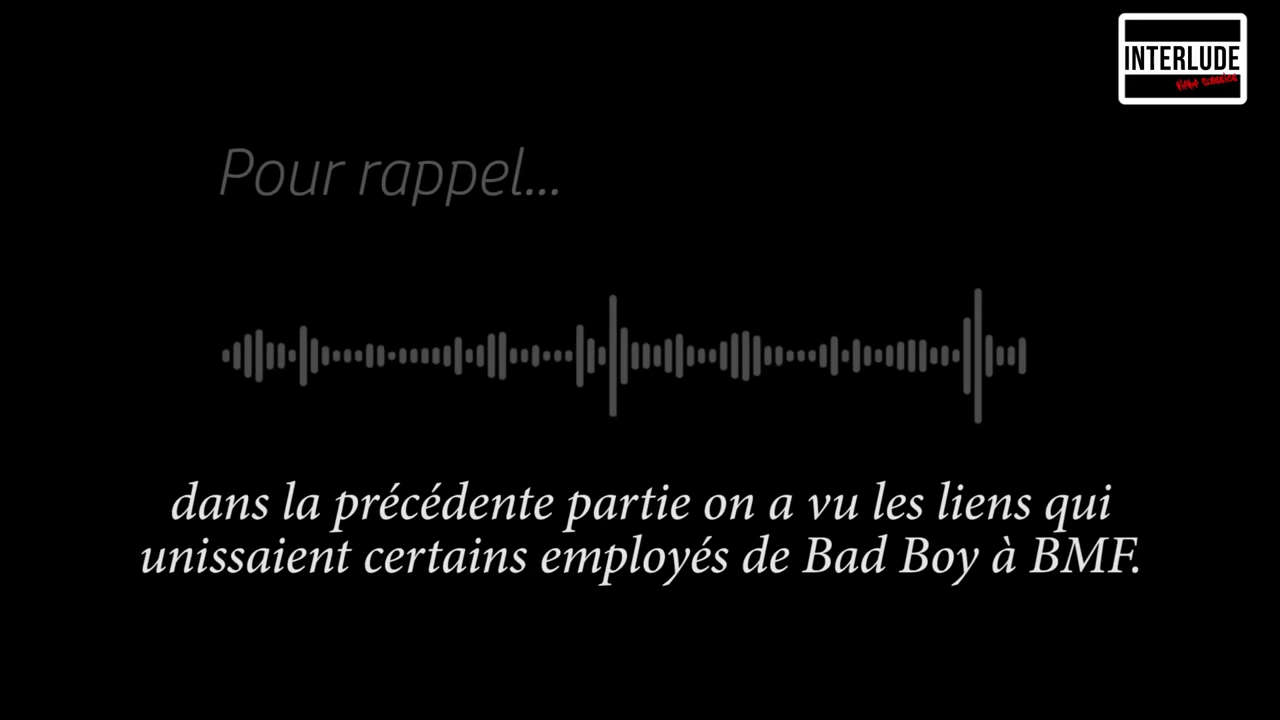 INTERLUDE
Pour rappel...
dans la précédente partie on a vu les liens qui
unissaient certains employés de Bad Boy à BMF.